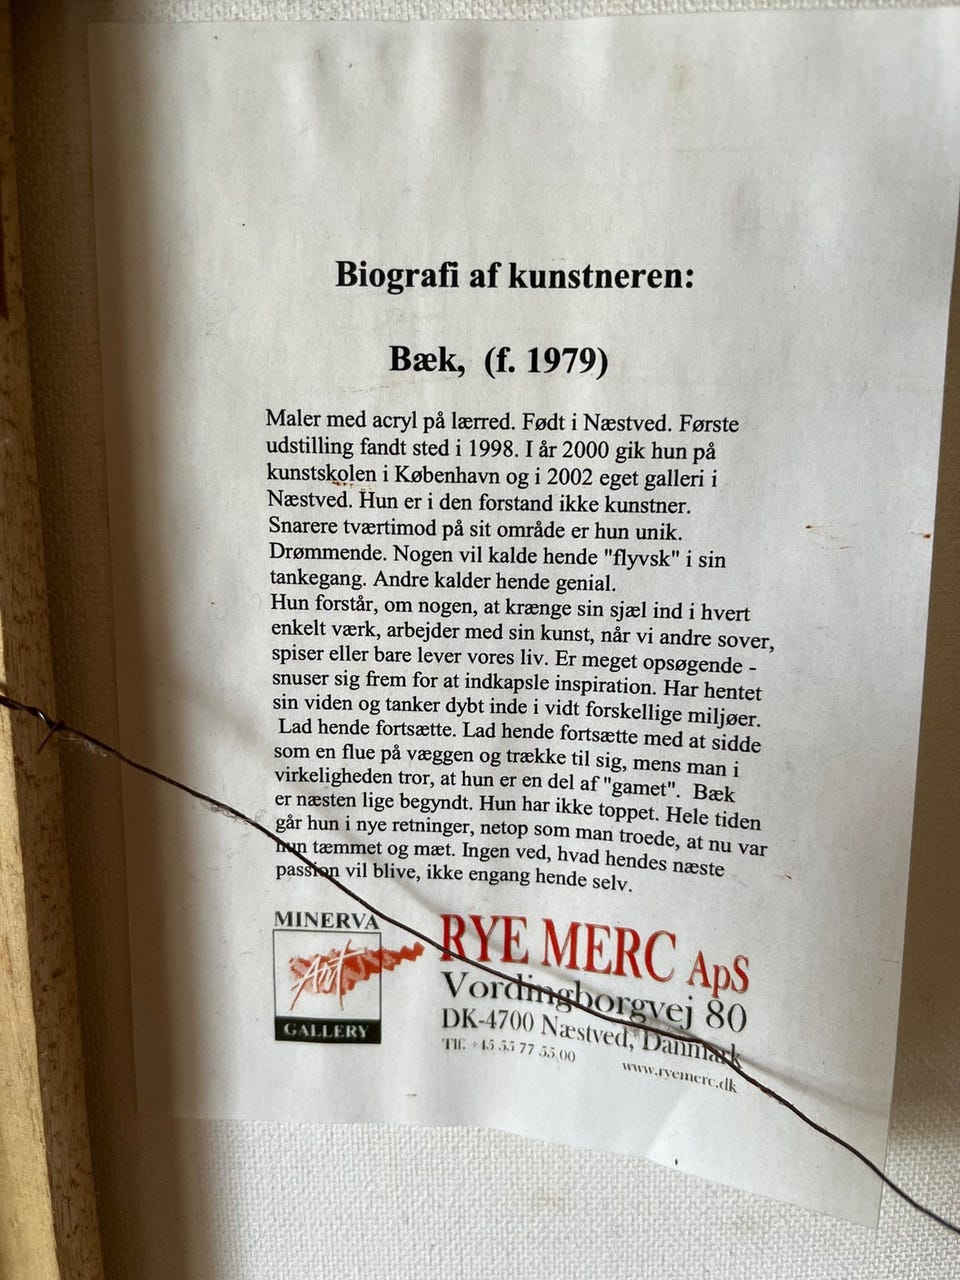 Biografi af kunstneren:
Bæk, (f. 1979)
Maler med acryl på lærred. Født i Næstved. Første
udstilling fandt sted i 1998. I år 2000 gik hun på
kunstskolen i København og i 2002 eget galleri i
Næstved. Hun er i den forstand ikke kunstner.
Snarere tværtimod på sit område er hun unik.
Drømmende. Nogen vil kalde hende "flyvsk" i sin
tankegang. Andre kalder hende genial.
Hun forstår, om nogen, at krænge sin sjæl ind i hvert
enkelt værk, arbejder med sin kunst, når vi andre sover,
spiser eller bare lever vores liv. Er meget opsøgende -
snuser sig frem for at indkapsle inspiration. Har hentet
sin viden og tanker dybt inde i vidt forskellige miljøer.
Lad hende fortsætte. Lad hende fortsætte med at sidde
som en flue på væggen og trække til sig, mens man i
virkeligheden tror, at hun er en del af "gamet". Bæk
er næsten lige begyndt. Hun har ikke toppet. Hele tiden
går hun i nye retninger, netop som man troede, at nu var
hun tæmmet og mæt. Ingen ved, hvad hendes næste
passion vil blive, ikke engang hende selv.
MINERVA
Art
GALLERY
RYE MERC ApS
Vordingborgvej 80
DK-4700 Næstved, Danmark
Tlf. +45 55 77 55 00
www.ryemerc.dk